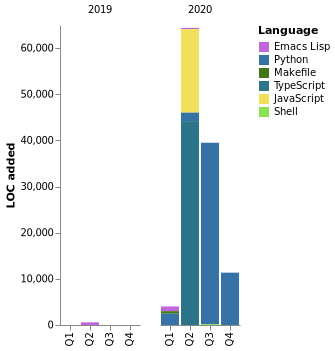 2019
2020
Language
Emacs Lisp
Python
Makefile
TypeScript
JavaScript
Shell
LOC added
60,000
50,000
40,000
30,000
20,000
10,000
0
Q1
Q2
Q3
Q4
Q1
Q2
Q3
Q4